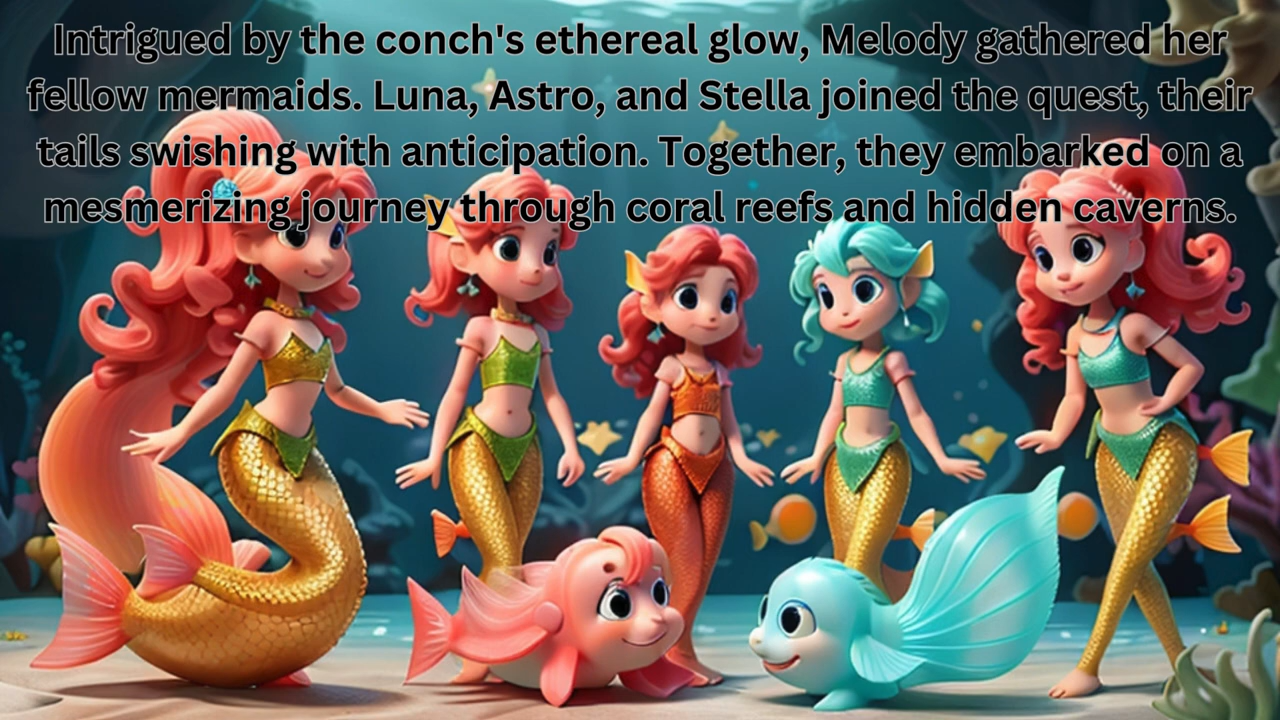 Intrigued by the conch's ethereal glow, Melody gathered her
fellow mermaids. Luna, Astro, and Stella joined the quest, their
tails swishing with anticipation. Together, they embarked on a
mesmerizing journey through coral reefs and hidden caverns.